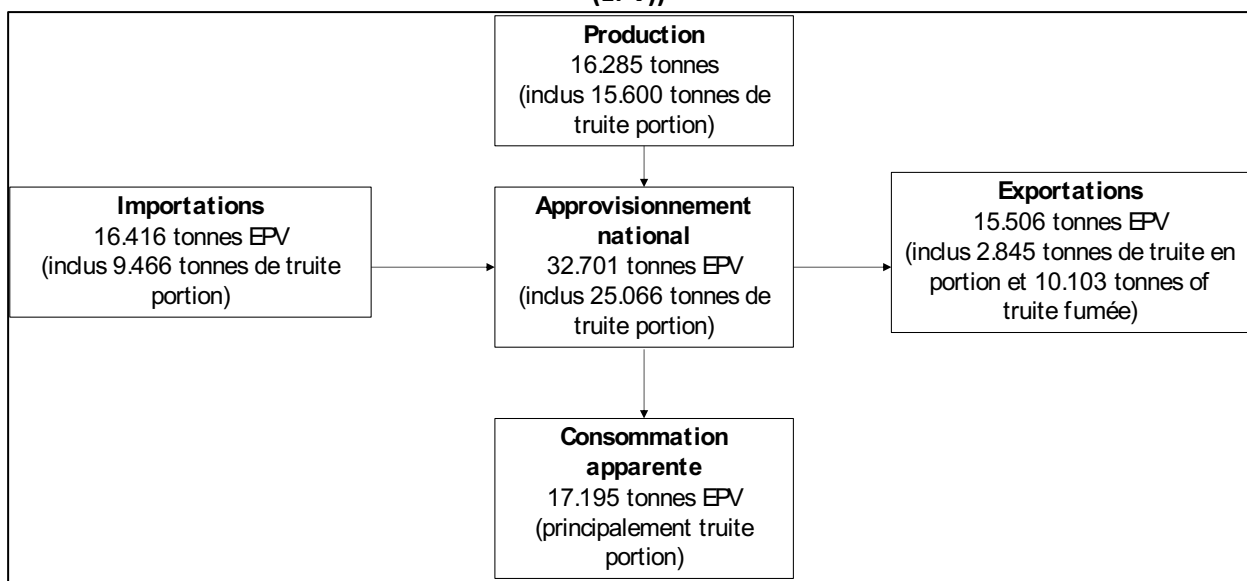 Production
16.285 tonnes
(inclus 15.600 tonnes de
truite portion)
Importations
16.416 tonnes EPV
(inclus 9.466 tonnes de truite
portion)
Approvisionnement
national
32.701 tonnes EPV
(inclus 25.066 tonnes de
truite portion)
Exportations
15.506 tonnes EPV
(inclus 2.845 tonnes de truite en
portion et 10.103 tonnes of
truite fumée)
Consommation
apparente
17.195 tonnes EPV
(principalement truite
portion)